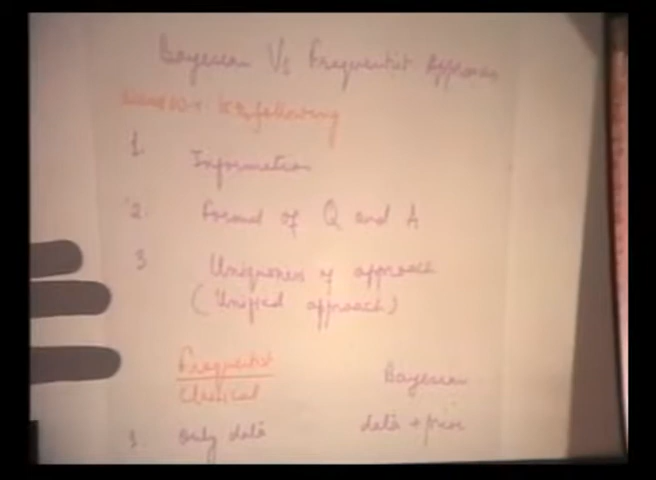 Bayesian Vs Frequentist Approach
following
1. Information
2. Format of Q and A
3 Uniqueness of approach
(Unified approach)
Frequentist Bayesian
Classical
1. only data data + prior